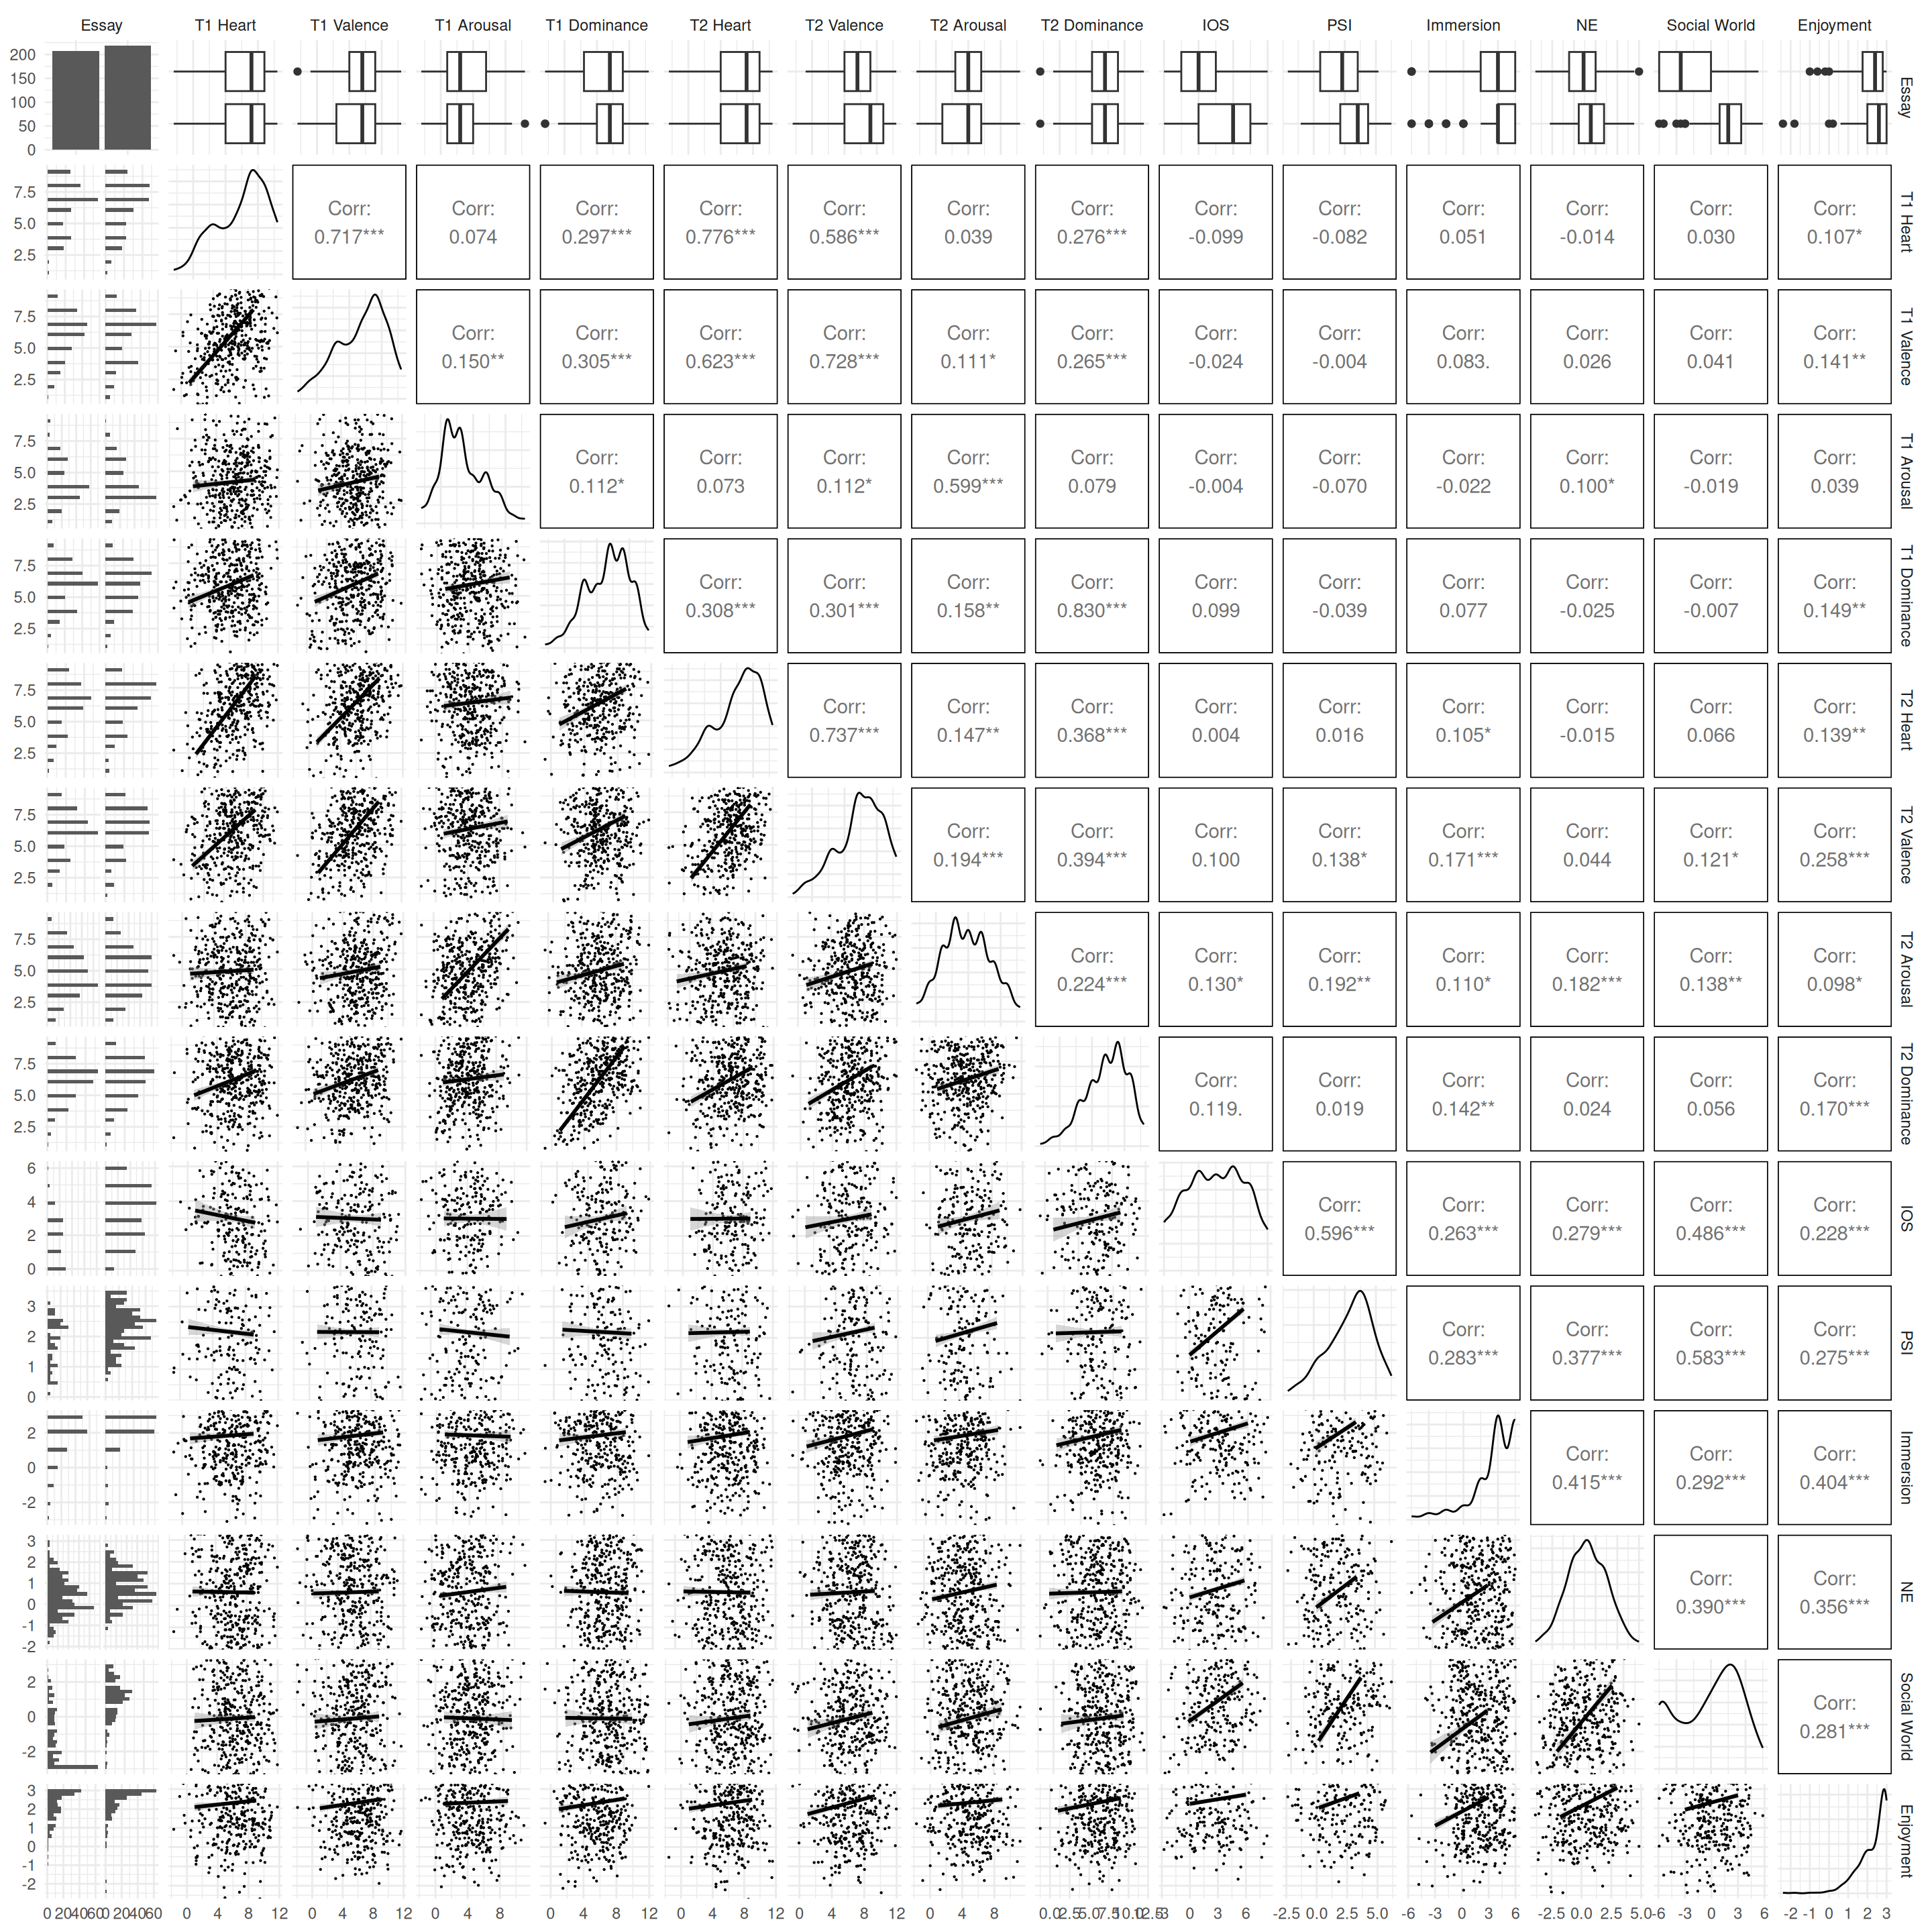 Essay T1 Heart T1 Valence T1 Arousal T1 Dominance T2 Heart T2 Valence T2 Arousal T2 Dominance IOS PSI Immersion NE Social World Enjoyment
200
150
100
50
0
Essay
Corr: Corr: Corr: Corr: Corr: Corr: Corr: Corr: Corr: Corr: Corr: Corr: Corr:
7.5
0.717*** 0.074 0.297*** 0.776*** 0.586*** 0.039 0.276*** -0.099 -0.082 0.051 -0.014 0.030 0.107*
5.0
2.5
T1 Heart
7.5
Corr: Corr: Corr: Corr: Corr: Corr: Corr: Corr: Corr: Corr: Corr: Corr:
5.0
0.150** 0.305*** 0.623*** 0.728*** 0.111* 0.265*** -0.024 -0.004 0.083. 0.026 0.041 0.141**
2.5
T1 Valence
7.5
Corr: Corr: Corr: Corr: Corr: Corr: Corr: Corr: Corr: Corr: Corr:
5.0
0.112* 0.073 0.112* 0.599*** 0.079 -0.004 -0.070 -0.022 0.100* -0.019 0.039
2.5
T1 Arousal
7.5
Corr: Corr: Corr: Corr: Corr: Corr: Corr: Corr: Corr: Corr:
5.0
0.308*** 0.301*** 0.158** 0.830*** 0.099 -0.039 0.077 -0.025 -0.007 0.149**
2.5
T1 Dominance
7.5
Corr: Corr: Corr: Corr: Corr: Corr: Corr: Corr: Corr:
5.0
0.737*** 0.147** 0.368*** 0.004 0.016 0.105* -0.015 0.066 0.139**
2.5
T2 Heart
7.5
Corr: Corr: Corr: Corr: Corr: Corr: Corr: Corr:
5.0
0.194*** 0.394*** 0.100 0.138* 0.171*** 0.044 0.121* 0.258***
2.5
T2 Valence
7.5
Corr: Corr: Corr: Corr: Corr: Corr: Corr:
5.0
0.224*** 0.130* 0.192** 0.110* 0.182*** 0.138** 0.098*
2.5
T2 Arousal
7.5
Corr: Corr: Corr: Corr: Corr: Corr:
5.0
0.119. 0.019 0.142** 0.024 0.056 0.170***
2.5
T2 Dominance
6
4
Corr: Corr: Corr: Corr: Corr:
2
0.596*** 0.263*** 0.279*** 0.486*** 0.228***
0
IOS
3
2
Corr: Corr: Corr: Corr:
1
0.283*** 0.377*** 0.583*** 0.275***
0
PSI
2
0
Corr: Corr: Corr:
0.415*** 0.292*** 0.404***
-2
Immersion
3
2
1
Corr: Corr:
0
0.390*** 0.356***
-1
-2
NE
2
0
Corr:
0.281***
-2
Social World
3
2
1
0
-1
-2
Enjoyment
0 20 40 60 0 20 40 60 0 4 8 12 0 4 8 12 0 4 8 0 4 8 12 0 4 8 12 0 4 8 12 0 4 8 0.0 2.5 5.0 7.5 10.0 12.5 -3 0 3 6 -2.5 0.0 2.5 5.0 -6 -3 0 3 6 -2.5 0.0 2.5 5.0 -6 -3 0 3 6 -2 -1 0 1 2 3